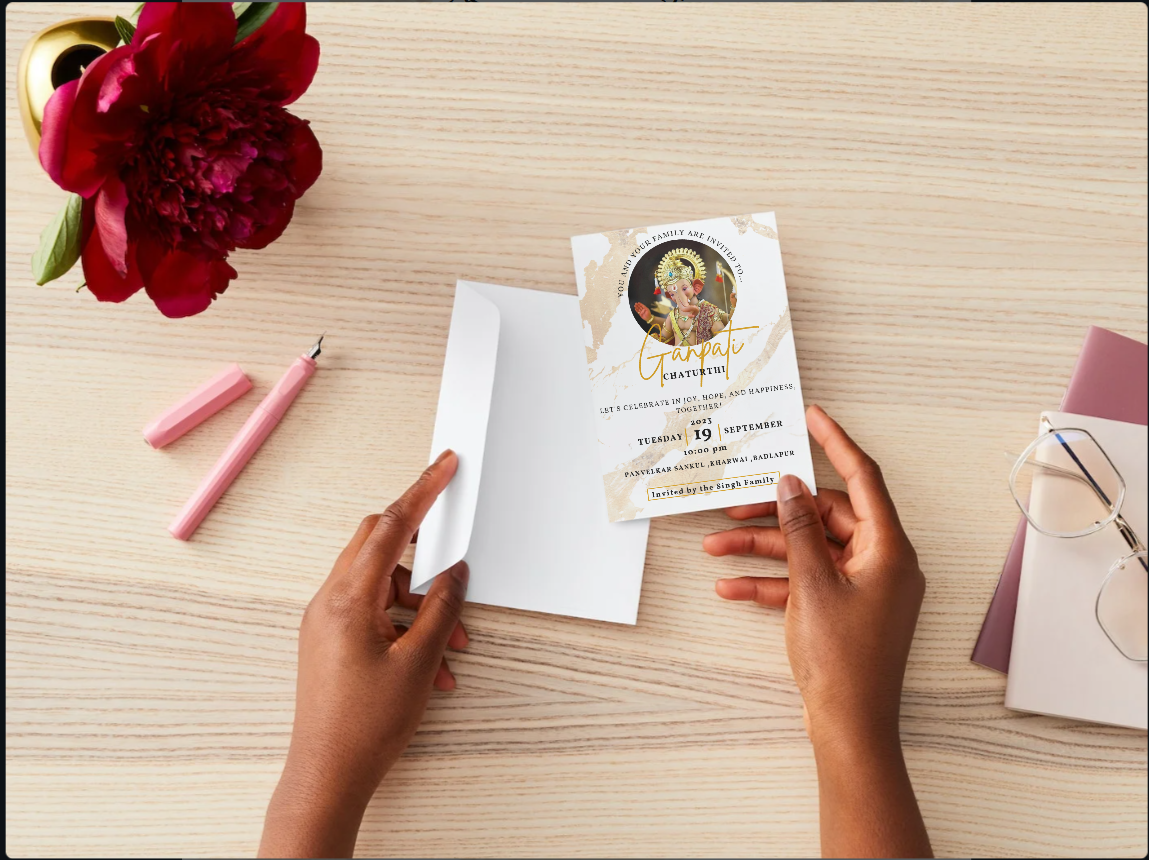 YOU AND YOUR FAMILY ARE INVITED TO...
Ganpati
CHATURTHI
LET'S CELEBRATE IN JOY, HOPE, AND HAPPINESS,
TOGETHER!
2023
TUESDAY 19 SEPTEMBER
10:00 pm
PANVELKAR SANKUL ,KHARWAI ,BADLAPUR
Invited by the Singh Family